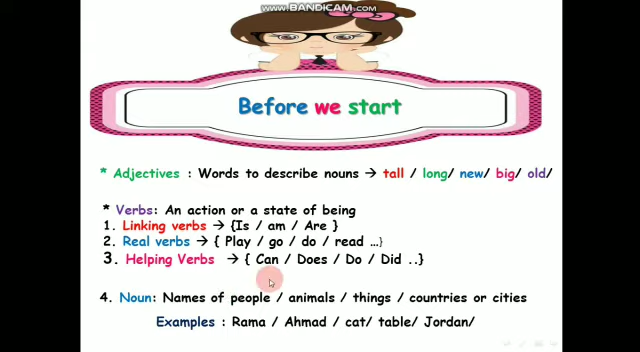 www.BANDICAM.com
Before we start
* Adjectives : Words to describe nouns → tall / long/ new/ big/ old/
* Verbs: An action or a state of being
1. Linking verbs → {Is / am / Are }
2. Real verbs → { Play / go / do / read ...}
3. Helping Verbs → { Can / Does / Do / Did ..}
4. Noun: Names of people / animals / things / countries or cities
Examples : Rama / Ahmad / cat/ table/ Jordan/